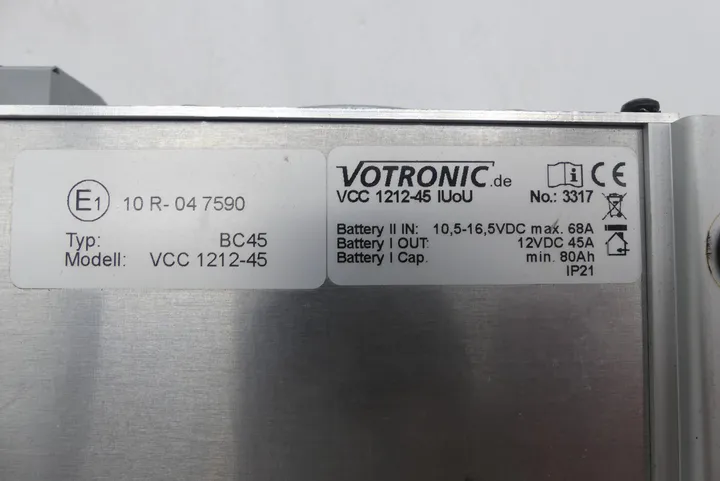 E1 10 R- 04 7590
Typ: BC45
Modell: VCC 1212-45
VOTRONIC.de
i CE
VCC 1212-45 IUoU No.: 3317
Battery II IN: 10,5-16,5VDC max. 68A
Battery I OUT: 12VDC 45A
Battery I Cap. min. 80Ah
IP21